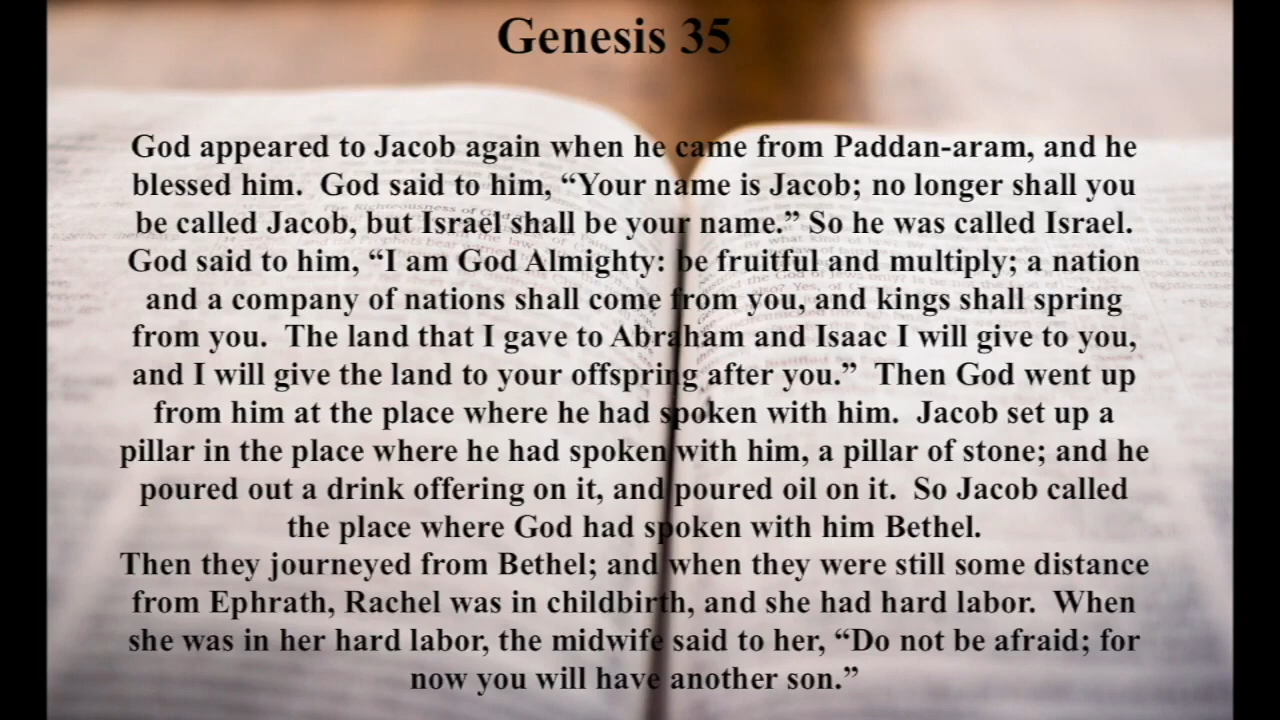 Genesis 35
God appeared to Jacob again when he came from Paddan-aram, and he
blessed him.  God said to him, “Your name is Jacob; no longer shall you
be called Jacob, but Israel shall be your name.” So he was called Israel.
God said to him, “I am God Almighty: be fruitful and multiply; a nation
and a company of nations shall come from you, and kings shall spring
from you.  The land that I gave to Abraham and Isaac I will give to you,
and I will give the land to your offspring after you.”  Then God went up
from him at the place where he had spoken with him.  Jacob set up a
pillar in the place where he had spoken with him, a pillar of stone; and he
poured out a drink offering on it, and poured oil on it.  So Jacob called
the place where God had spoken with him Bethel.
Then they journeyed from Bethel; and when they were still some distance
from Ephrath, Rachel was in childbirth, and she had hard labor.  When
she was in her hard labor, the midwife said to her, “Do not be afraid; for
now you will have another son.”